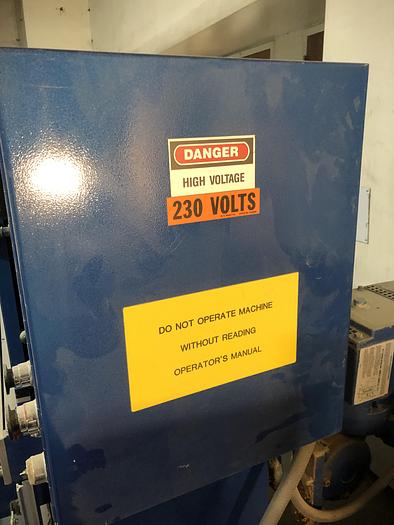 DANGER
HIGH VOLTAGE
230 VOLTS
DO NOT OPERATE MACHINE
WITHOUT READING
OPERATOR'S MANUAL